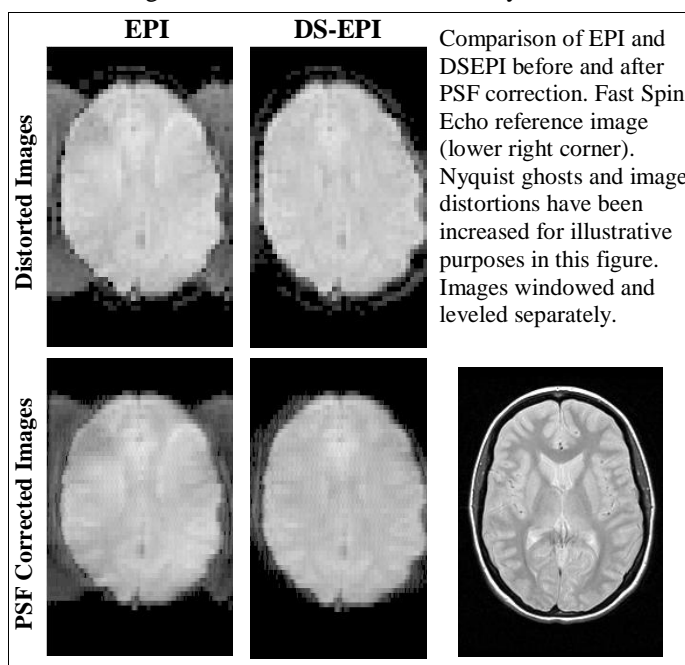 EPI
DS-EPI
Comparison of EPI and
DSEPI before and after
PSF correction. Fast Spin
Echo reference image
(lower right corner).
Nyquist ghosts and image
distortions have been
increased for illustrative
purposes in this figure.
Images windowed and
leveled separately.
Distorted Images
PSF Corrected Images